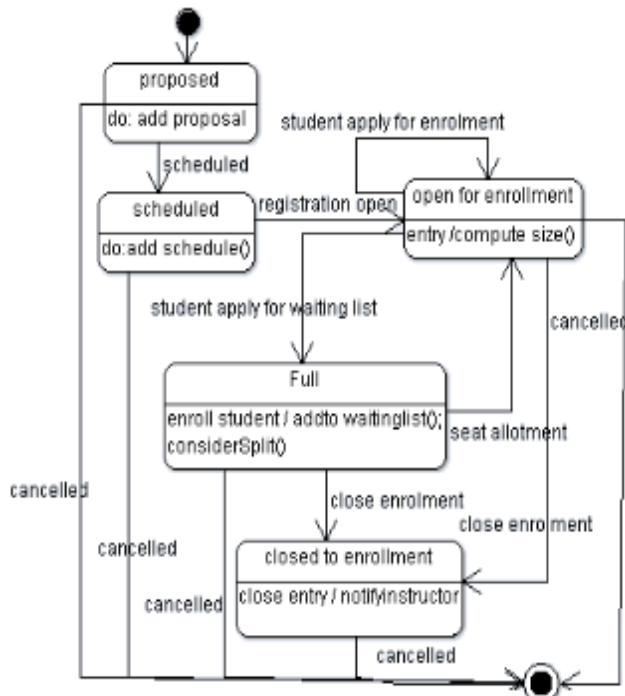 proposed
do: add proposal
student apply for enrolment
scheduled
scheduled
registration open
open for enrollment
do:add schedule()
entry /compute size()
student apply for waiting list
cancelled
Full
enroll student / addto waitinglist();
considerSplit()
seat allotment
cancelled
close enrolment
close enrolment
cancelled
closed to enrollment
close entry / notifyinstructor
cancelled
cancelled